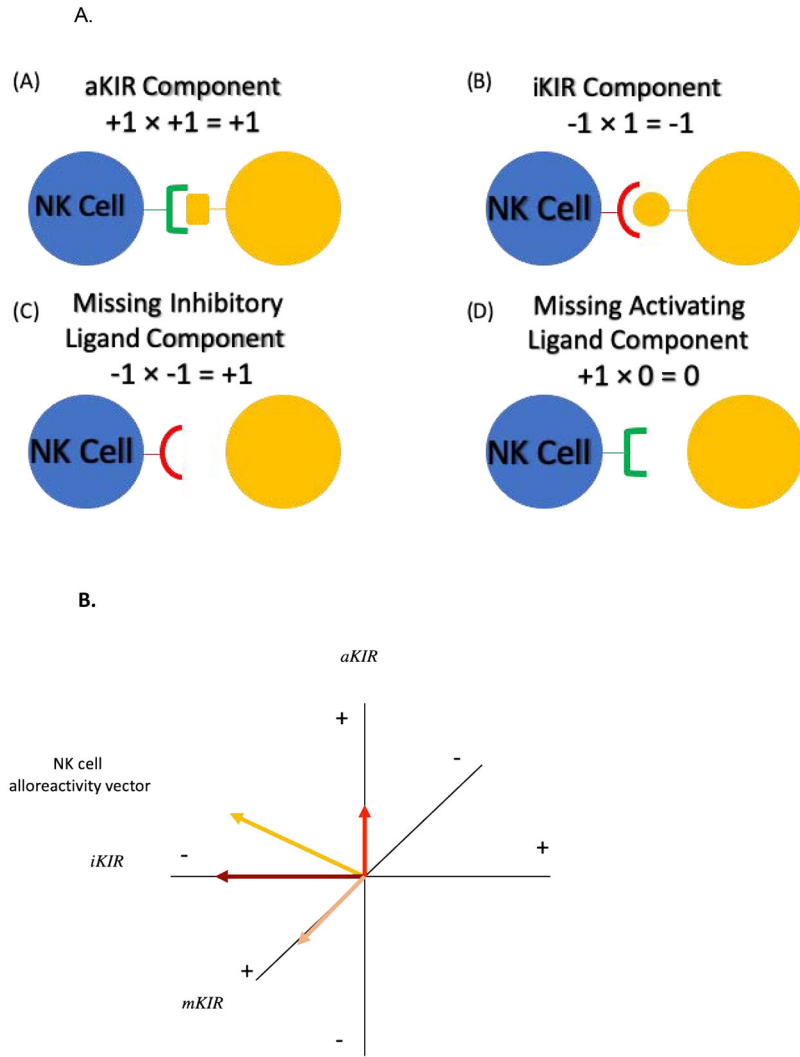 A.
(A)
aKIR Component
+1 × +1 = +1
NK Cell
(B)
iKIR Component
-1 × 1 = -1
NK Cell
(C)
Missing Inhibitory
Ligand Component
-1 × -1 = +1
NK Cell
(D)
Missing Activating
Ligand Component
+1 × 0 = 0
NK Cell
B.
aKIR
+
-
NK cell
alloreactivity vector
iKIR
-
+
+
mKIR
-